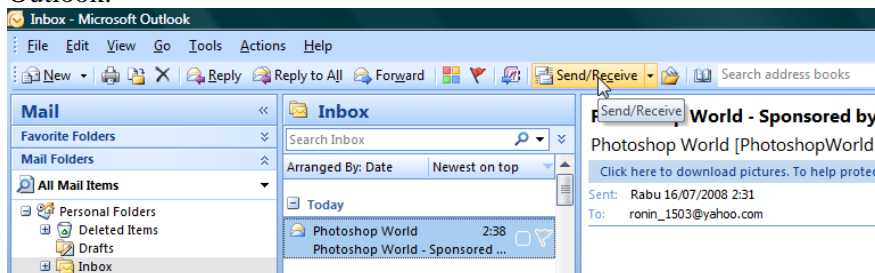 Outlook.
Inbox - Microsoft Outlook
File Edit View Go Tools Actions Help
New Reply Reply to All Forward Send/Receive Search address books
Send/Receive
Mail
Favorite Folders
Mail Folders
All Mail Items
Personal Folders
Deleted Items
Drafts
Inbox
Inbox
Search Inbox
Arranged By: Date Newest on top
Today
Photoshop World 2:38
Photoshop World - Sponsored ...
World - Sponsored by
Photoshop World [PhotoshopWorld
Click here to download pictures. To help protec
Sent: Rabu 16/07/2008 2:31
To: ronin_1503@yahoo.com